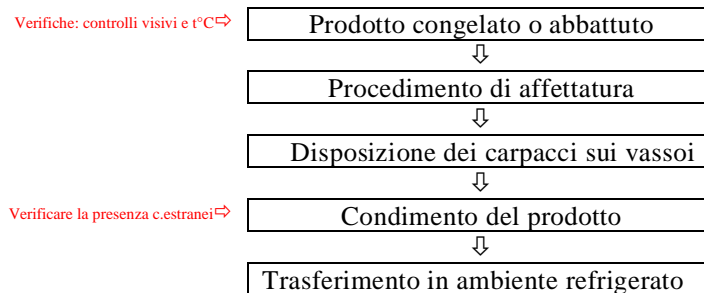 Verifiche: controlli visivi e t°C⇨ Prodotto congelato o abbattuto
⇩
Procedimento di affettatura
⇩
Disposizione dei carpacci sui vassoi
⇩
Verificare la presenza c.estranei⇨ Condimento del prodotto
⇩
Trasferimento in ambiente refrigerato